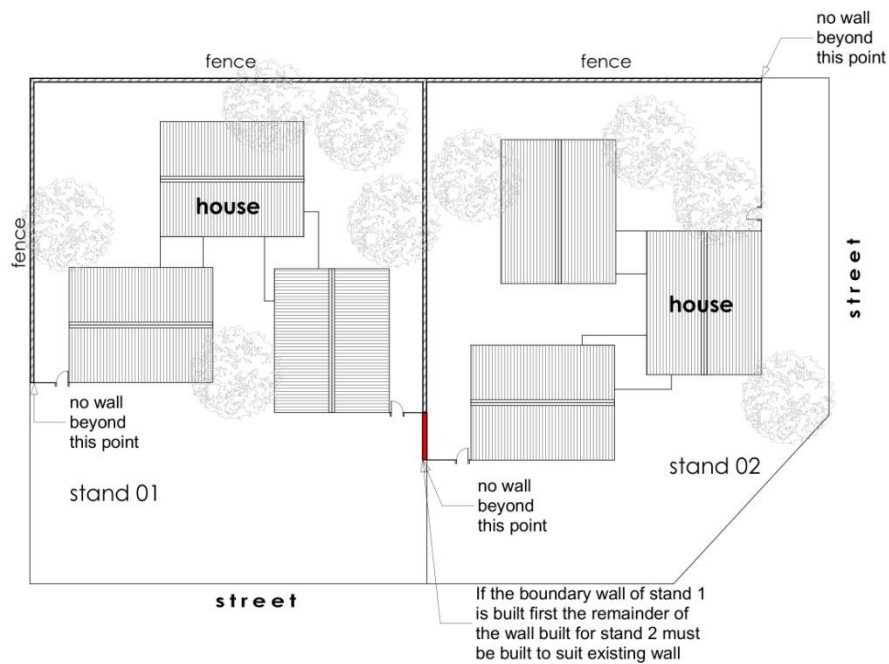 no wall
beyond
this point
fence
fence
house
fence
house
street
no wall
beyond
this point
stand 01
stand 02
no wall
beyond
this point
street
If the boundary wall of stand 1
is built first the remainder of
the wall built for stand 2 must
be built to suit existing wall